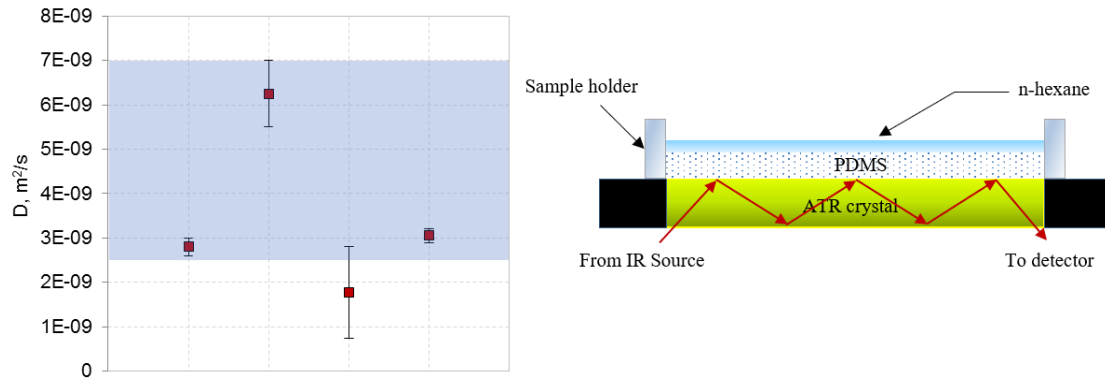 8E-09
7E-09
6E-09
5E-09
4E-09
3E-09
2E-09
1E-09
0
D, m²/s
Sample holder
n-hexane
PDMS
ATR crystal
From IR Source
To detector